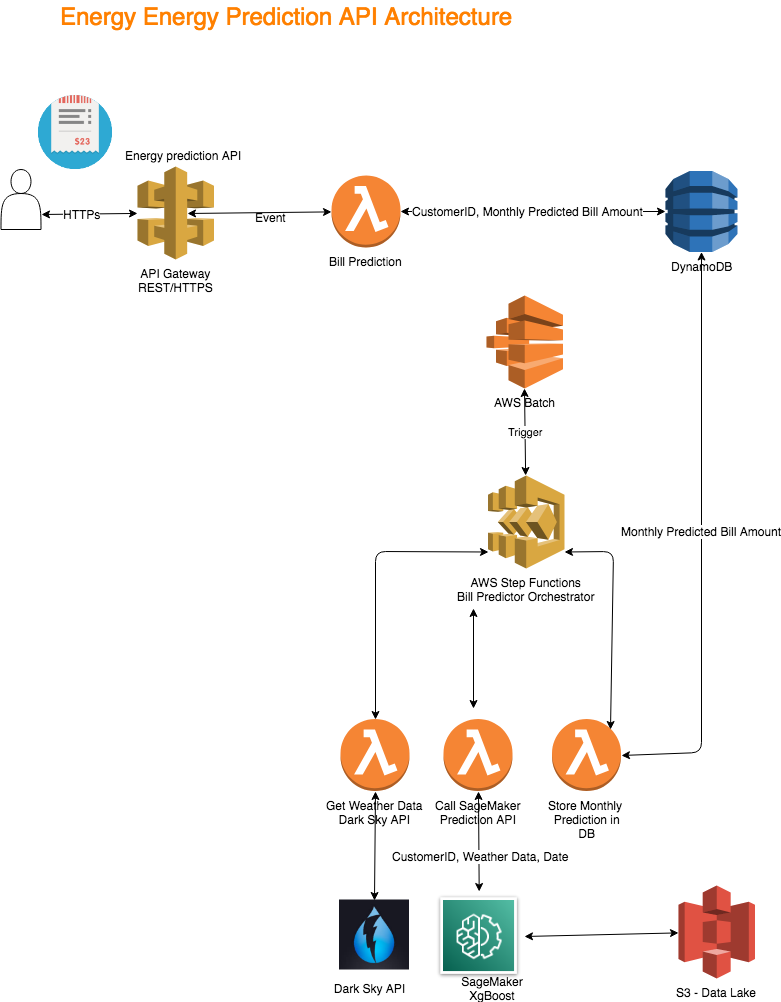 Energy Energy Prediction API Architecture
$23
Energy prediction API
HTTPs
Event
CustomerID, Monthly Predicted Bill Amount
API Gateway
REST/HTTPS
Bill Prediction
DynamoDB
AWS Batch
Trigger
Monthly Predicted Bill Amount
AWS Step Functions
Bill Predictor Orchestrator
Get Weather Data
Dark Sky API
Call SageMaker
Prediction API
Store Monthly
Prediction in
DB
CustomerID, Weather Data, Date
Dark Sky API
SageMaker
XgBoost
S3 - Data Lake